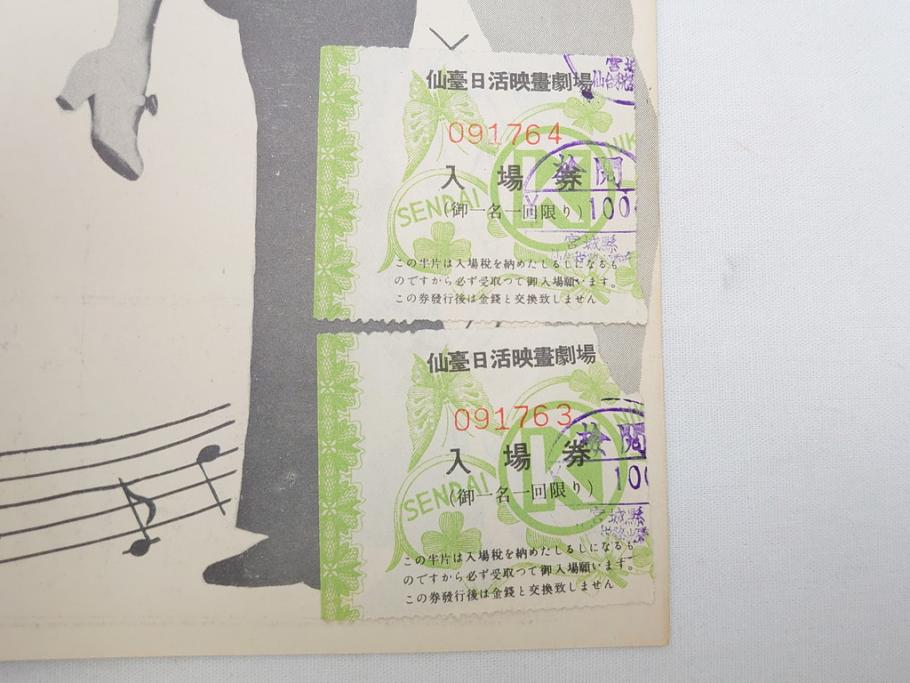 仙臺日活映畫劇場
091764
入場券
(御一名一回限り)
100
SENDAI
K
宮城縣
この半片は入場税を納めたしるしになるも
のですから必ず受取つて御入場願います。
この券發行後は金錢と交換致しません
仙臺日活映畫劇場
091763
入場券
(御一名一回限り)
SENDAI
K
宮城縣
この半片は入場税を納めたしるしになるも
のですから必ず受取つて御入場願います。
この券發行後は金錢と交換致しません